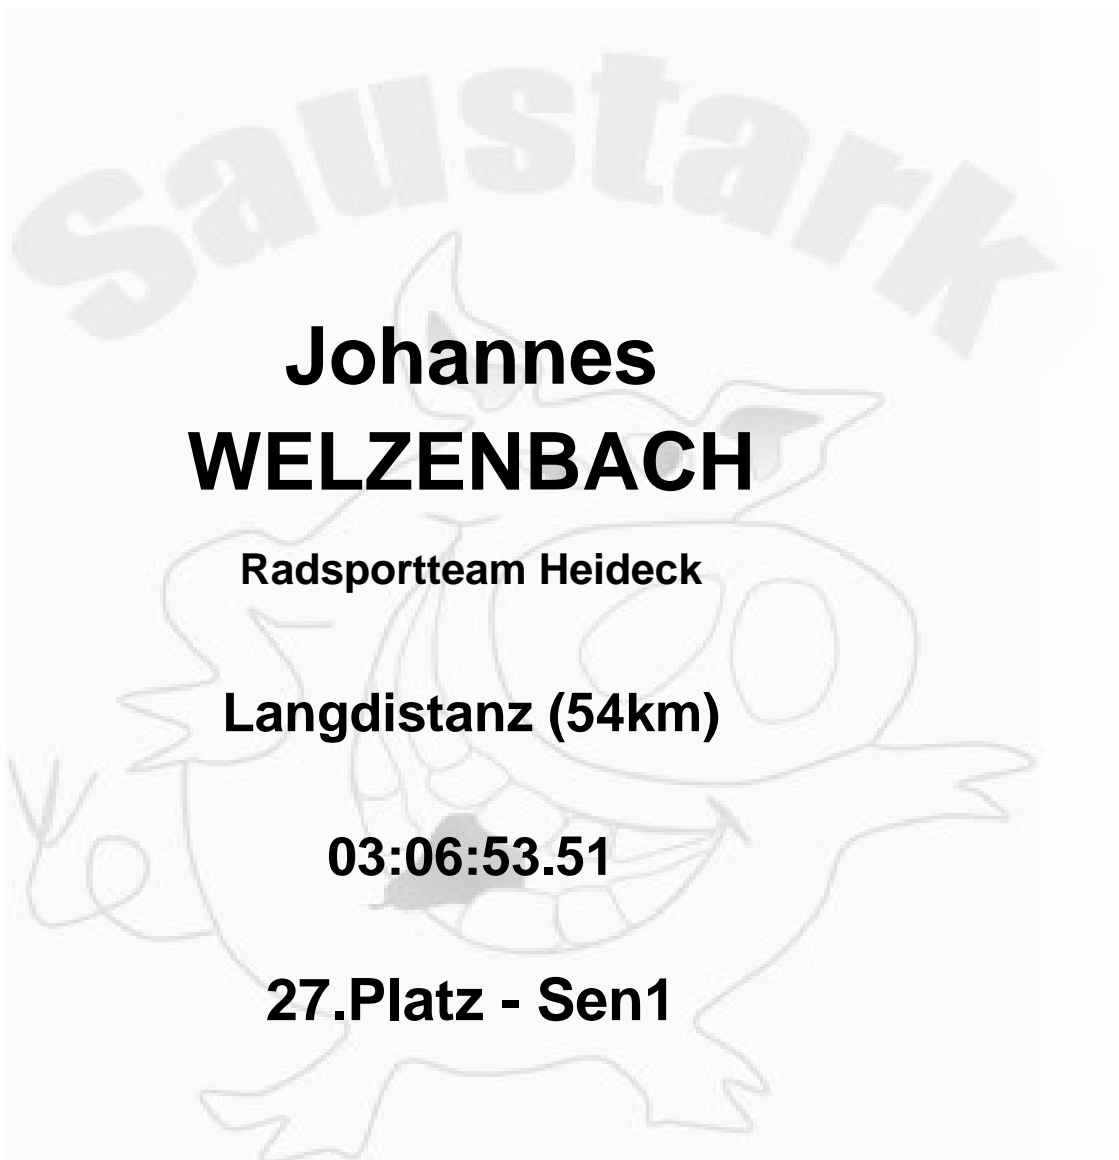 Saustark
Johannes
WELZENBACH
Radsportteam Heideck
Langdistanz (54km)
03:06:53.51
27.Platz - Sen1